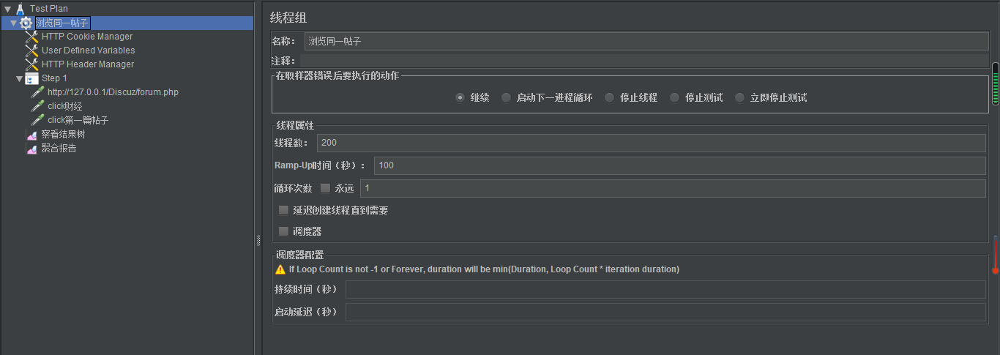 Test Plan
浏览同一帖子
HTTP Cookie Manager
User Defined Variables
HTTP Header Manager
Step 1
http://127.0.0.1/Discuz/forum.php
click财经
click第一篇帖子
察看结果树
聚合报告
线程组
名称： 浏览同一帖子
注释：
在取样器错误后要执行的动作
继续 启动下一进程循环 停止线程 停止测试 立即停止测试
线程属性
线程数： 200
Ramp-Up时间（秒）： 100
循环次数 永远 1
延迟创建线程直到需要
调度器
调度器配置
If Loop Count is not -1 or Forever, duration will be min(Duration, Loop Count * iteration duration)
持续时间（秒）
启动延迟（秒）